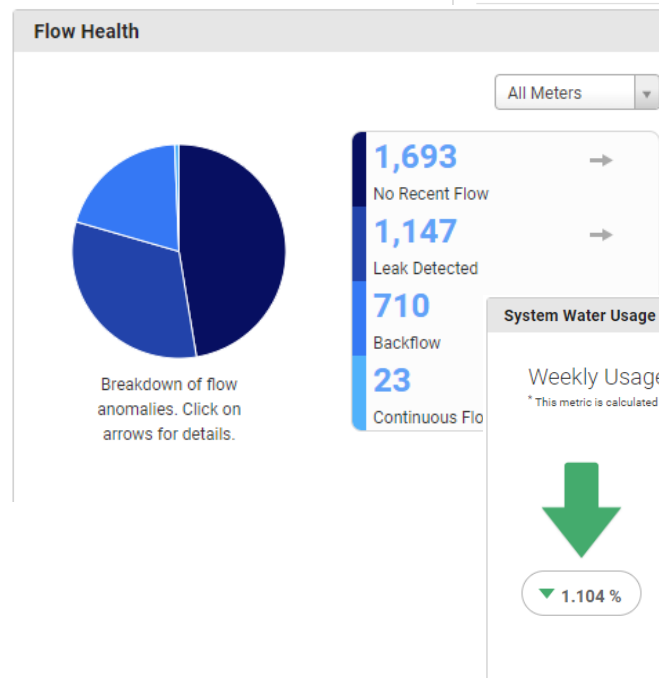 Flow Health
All Meters
1,693
No Recent Flow
1,147
Leak Detected
710
Backflow
23
Continuous Flo
Breakdown of flow
anomalies. Click on
arrows for details.
System Water Usage
Weekly Usage
* This metric is calculated
1.104 %